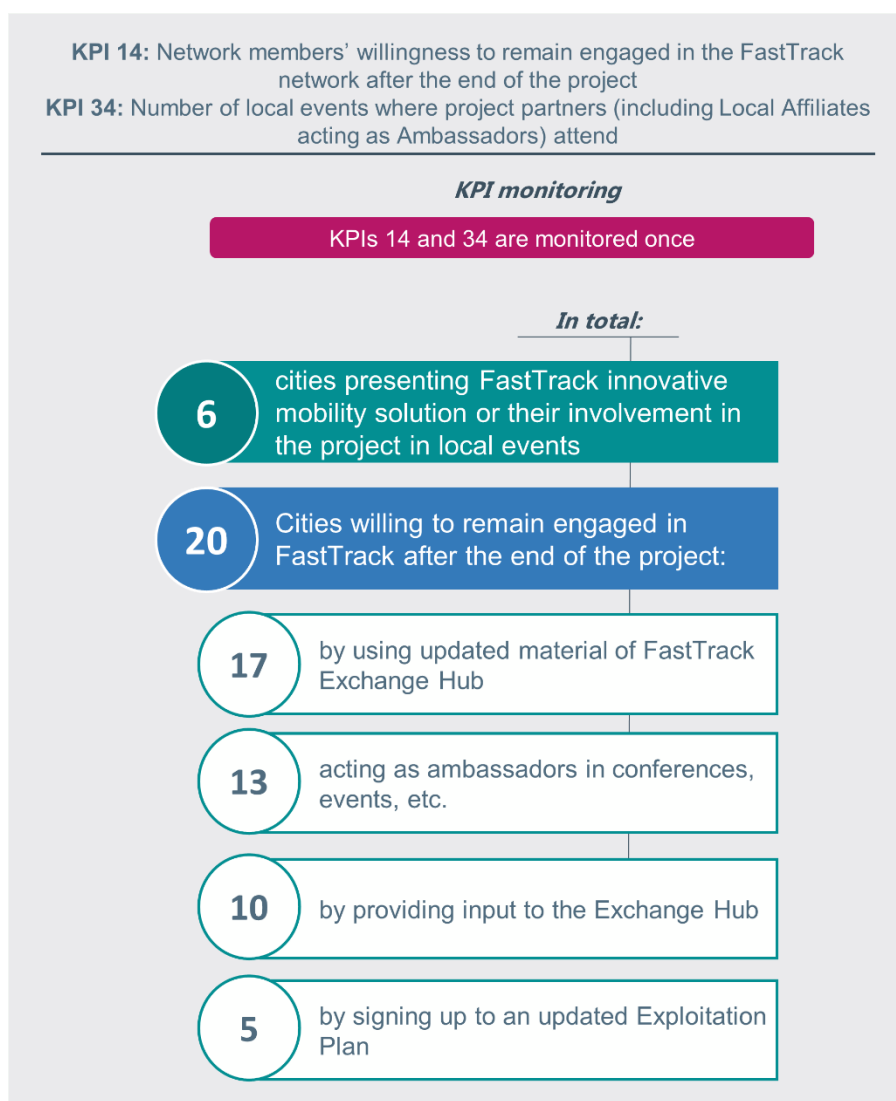 KPI 14: Network members’ willingness to remain engaged in the FastTrack
network after the end of the project
KPI 34: Number of local events where project partners (including Local Affiliates
acting as Ambassadors) attend
KPI monitoring
KPIs 14 and 34 are monitored once
In total:
6
cities presenting FastTrack innovative
mobility solution or their involvement in
the project in local events
20
Cities willing to remain engaged in
FastTrack after the end of the project:
17
by using updated material of FastTrack
Exchange Hub
13
acting as ambassadors in conferences,
events, etc.
10
by providing input to the Exchange Hub
5
by signing up to an updated Exploitation
Plan